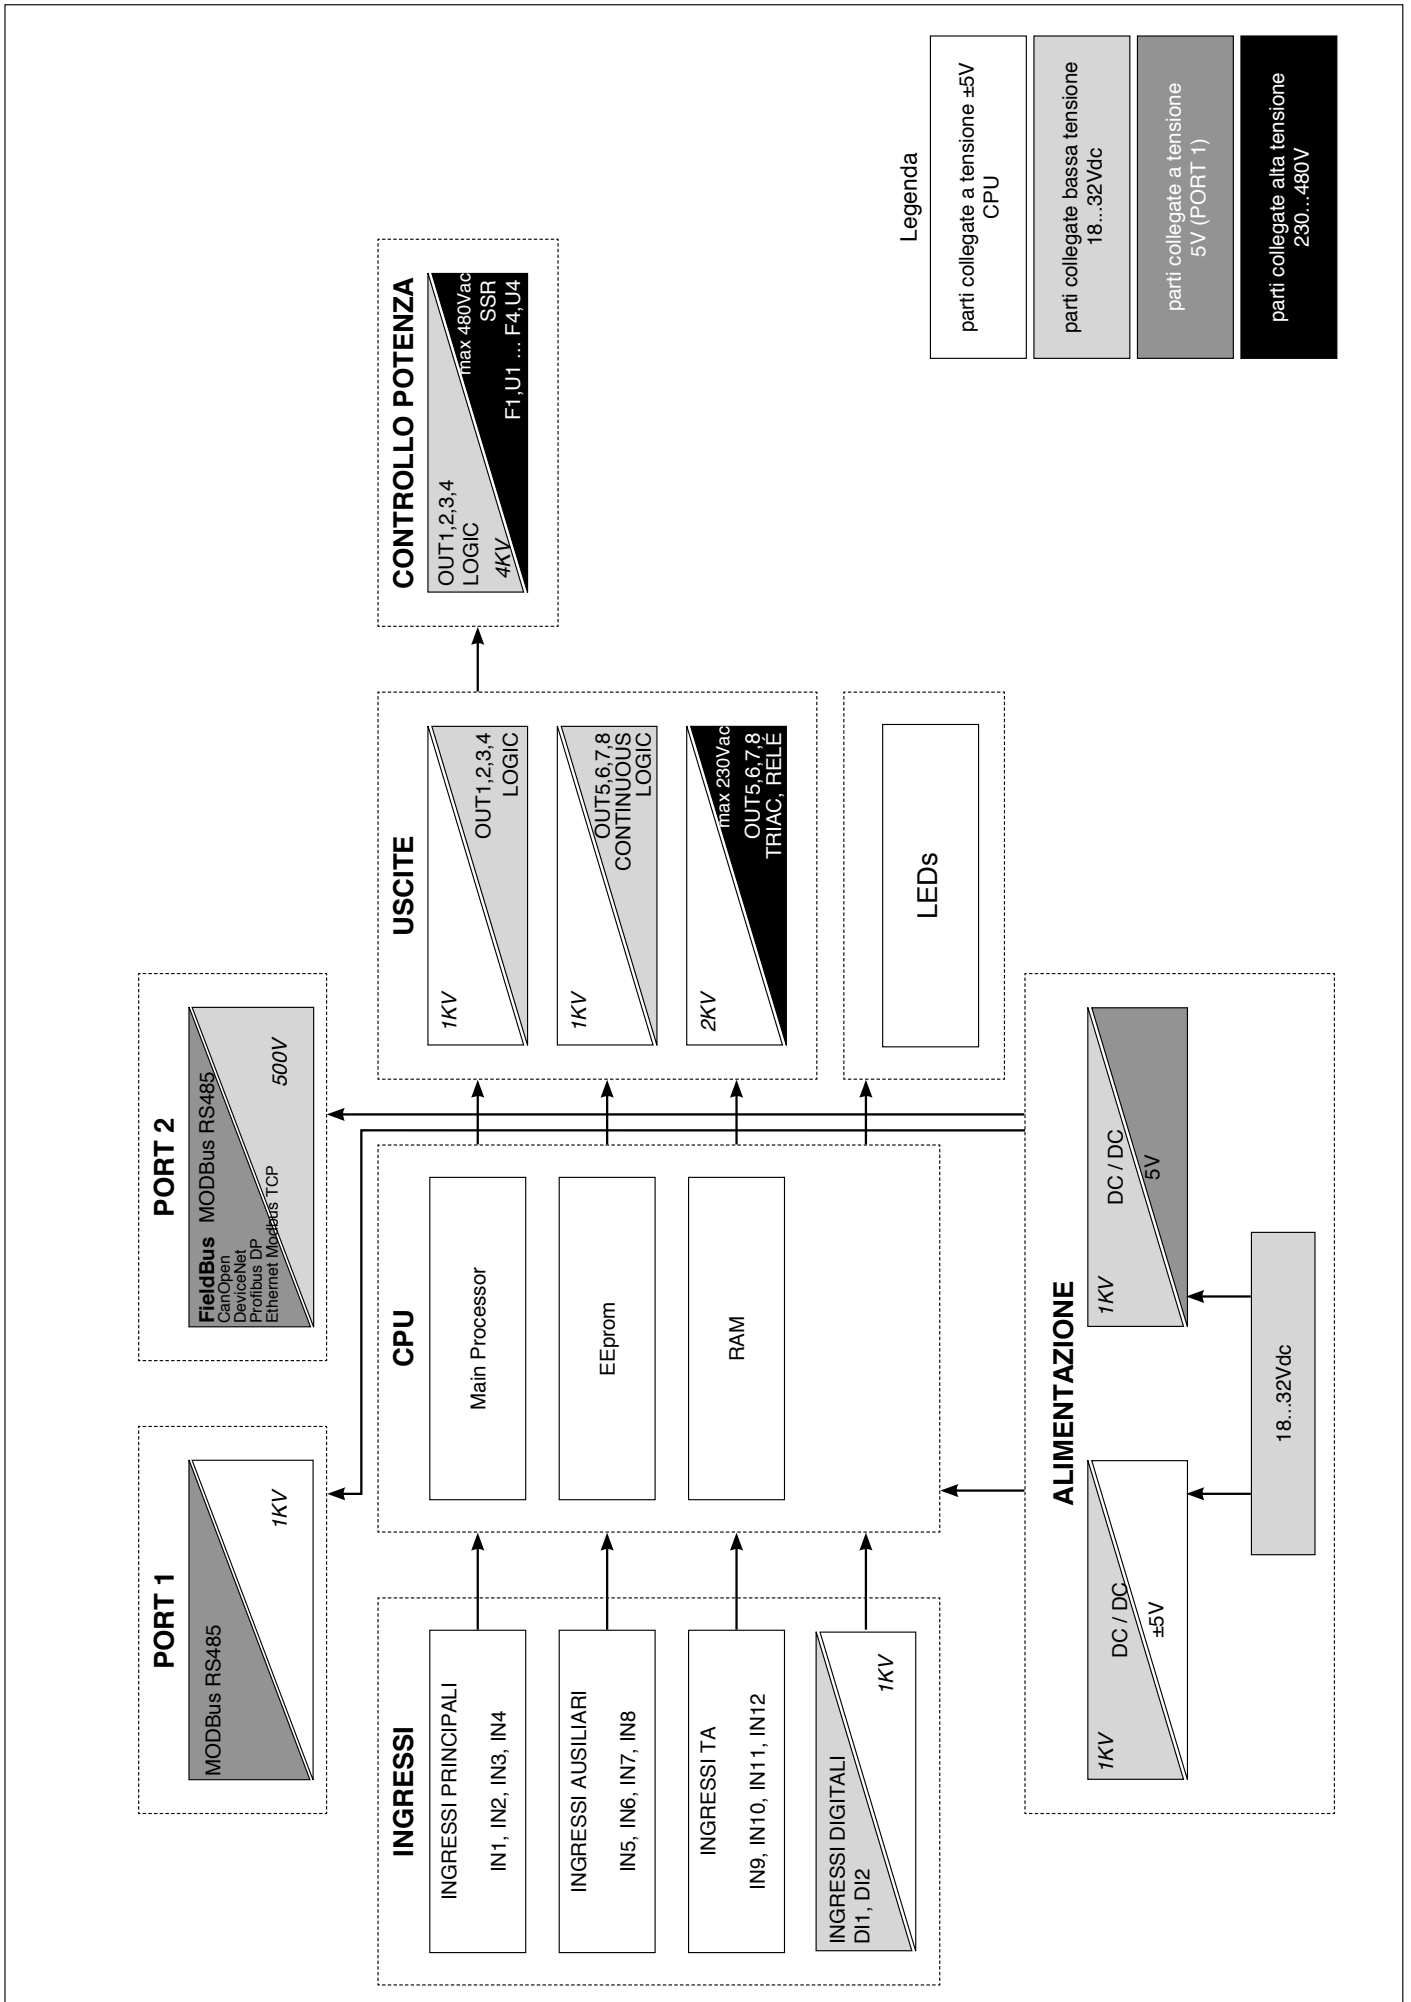 PORT 1
MODBus RS485
1KV
PORT 2
FieldBus MODBus RS485
CanOpen
DeviceNet
Profibus DP
Ethernet Modbus TCP
500V
INGRESSI
INGRESSI PRINCIPALI
IN1, IN2, IN3, IN4
INGRESSI AUSILIARI
IN5, IN6, IN7, IN8
INGRESSI TA
IN9, IN10, IN11, IN12
INGRESSI DIGITALI
DI1, DI2
1KV
CPU
Main Processor
EEprom
RAM
USCITE
1KV
OUT1,2,3,4
LOGIC
1KV
OUT5,6,7,8
CONTINUOUS
LOGIC
2KV
max 230Vac
OUT5,6,7,8
TRIAC, RELÉ
LEDs
CONTROLLO POTENZA
OUT1,2,3,4
LOGIC
4KV
max 480Vac
SSR
F1,U1 ... F4,U4
ALIMENTAZIONE
1KV
DC / DC
±5V
1KV
DC / DC
5V
18...32Vdc
Legenda
parti collegate a tensione ±5V
CPU
parti collegate bassa tensione
18...32Vdc
parti collegate a tensione
5V (PORT 1)
parti collegate alta tensione
230...480V